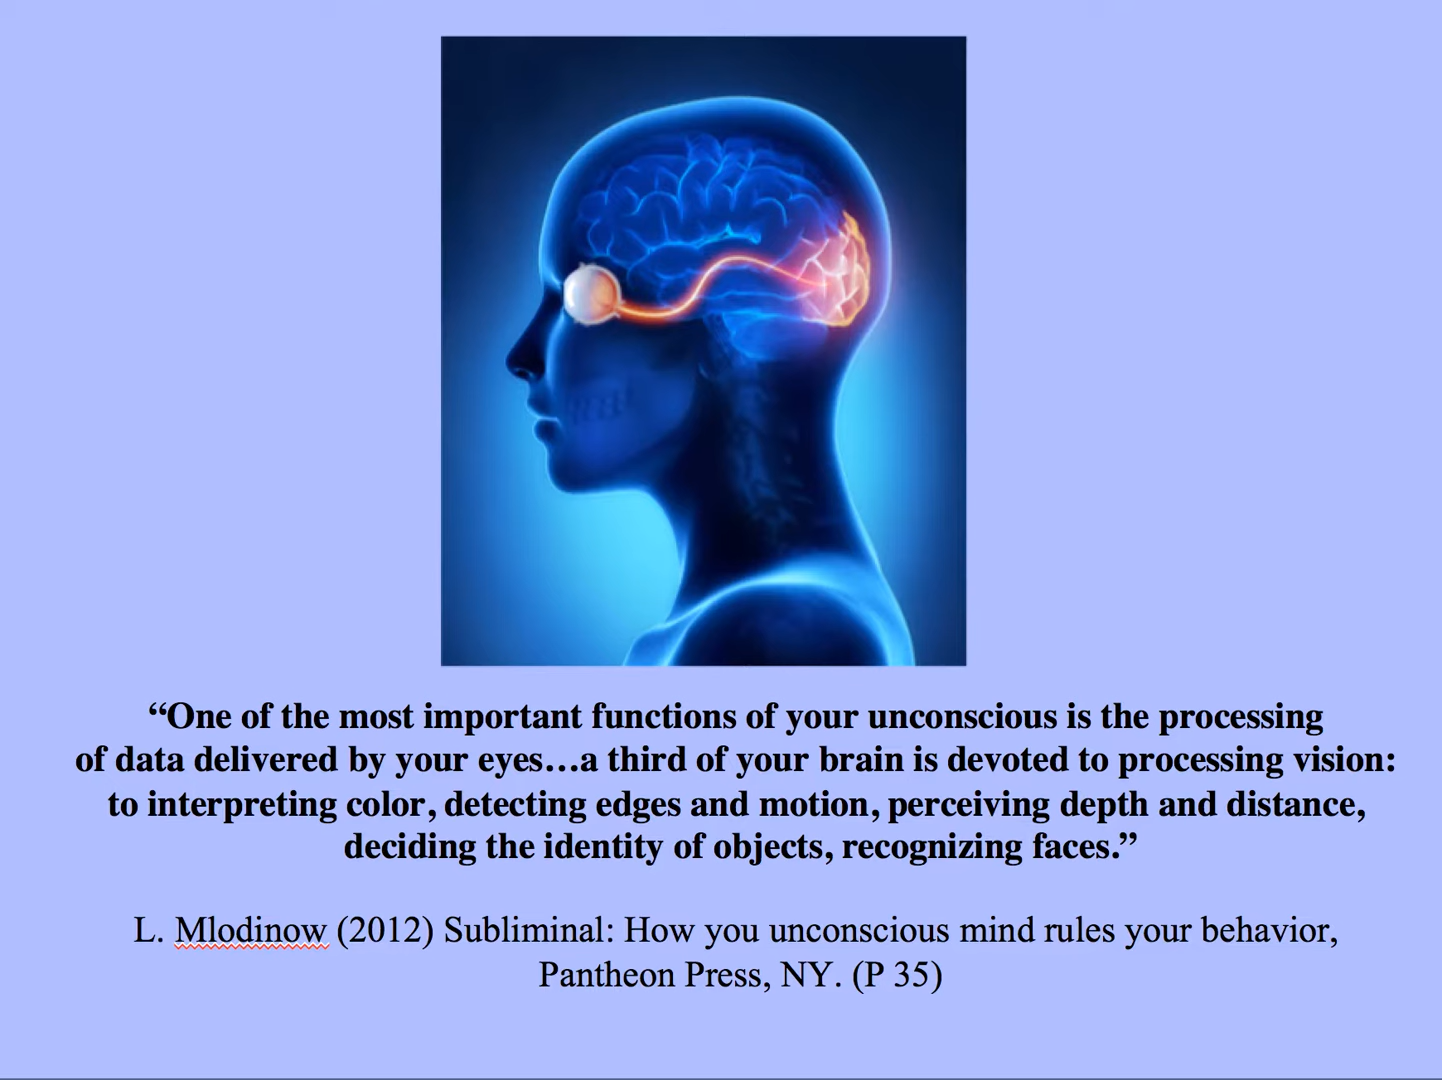 “One of the most important functions of your unconscious is the processing
of data delivered by your eyes…a third of your brain is devoted to processing vision:
to interpreting color, detecting edges and motion, perceiving depth and distance,
deciding the identity of objects, recognizing faces.”
L. Mlodinow (2012) Subliminal: How you unconscious mind rules your behavior,
Pantheon Press, NY. (P 35)